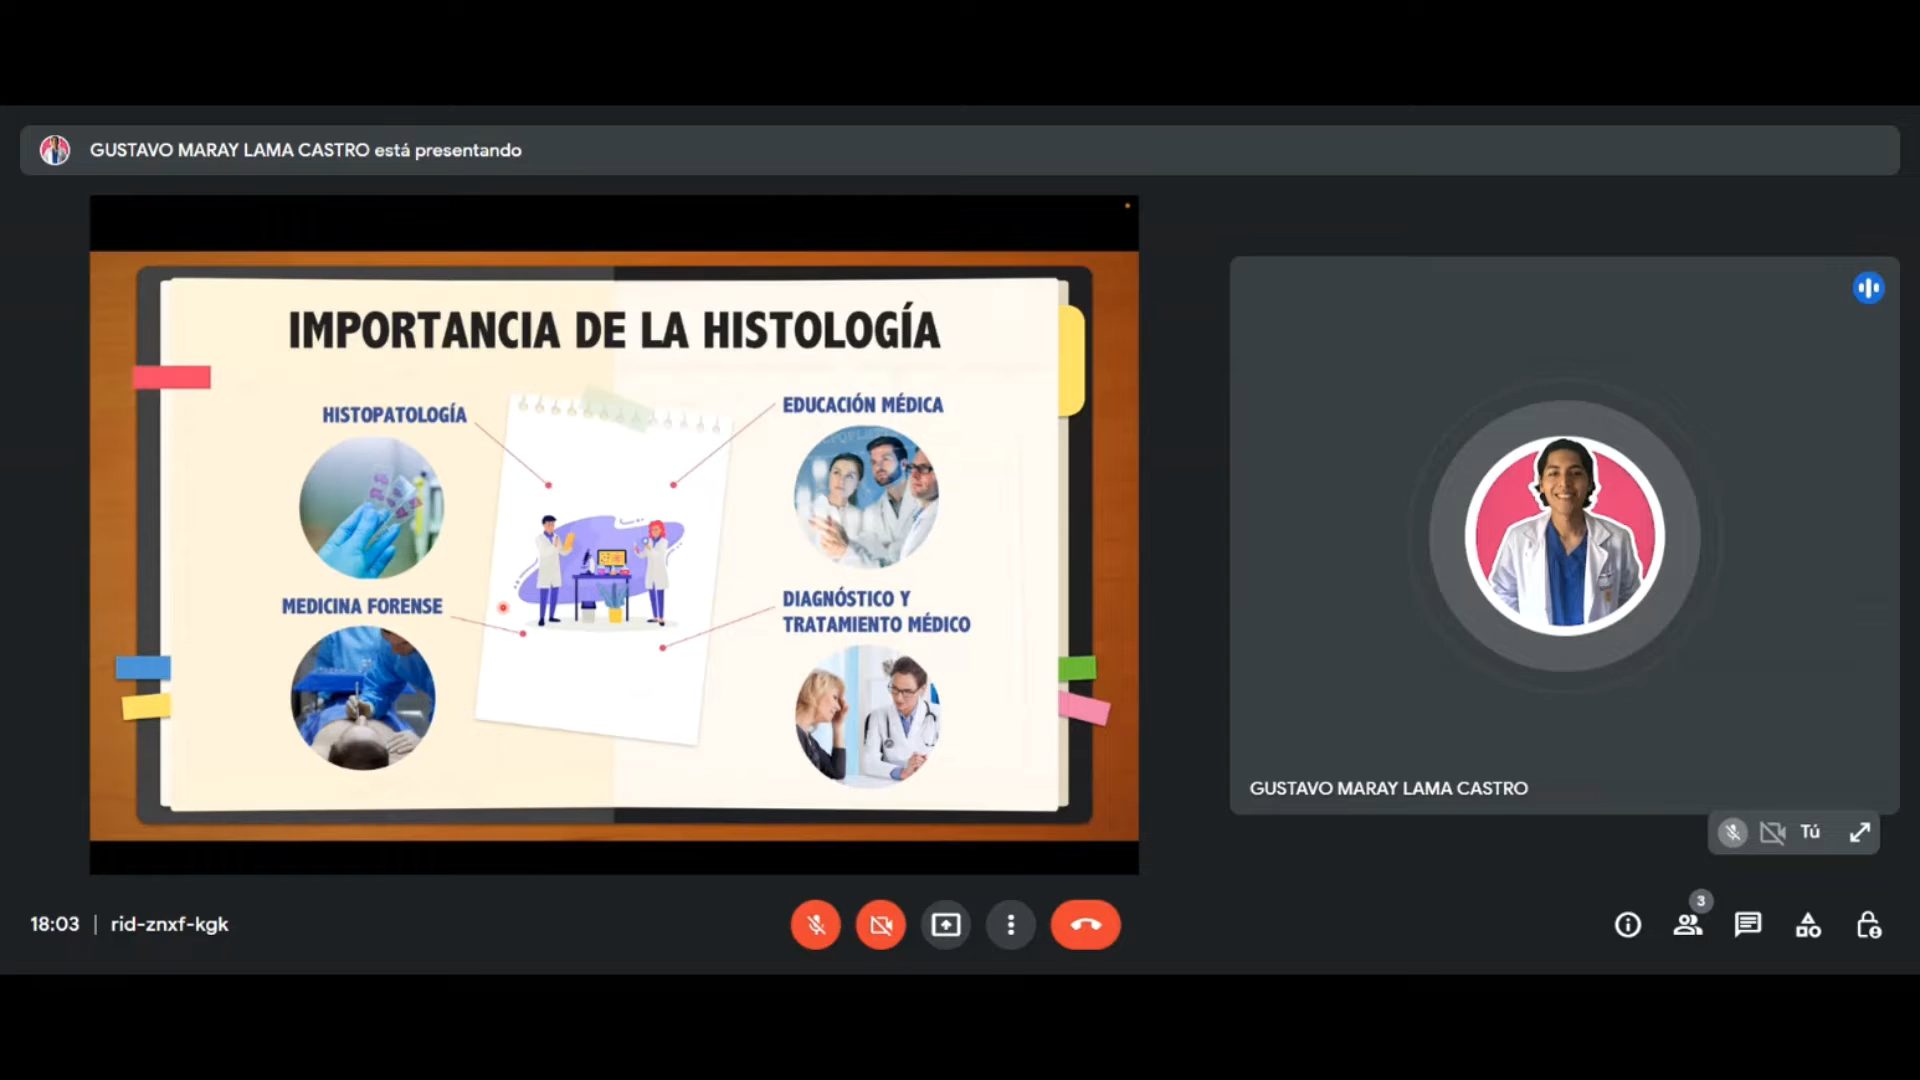 GUSTAVO MARAY LAMA CASTRO está presentando
IMPORTANCIA DE LA HISTOLOGÍA
HISTOPATOLOGÍA
EDUCACIÓN MÉDICA
MEDICINA FORENSE
DIAGNÓSTICO Y
TRATAMIENTO MÉDICO
GUSTAVO MARAY LAMA CASTRO
Tú
18:03 | rid-znxf-kgk
3